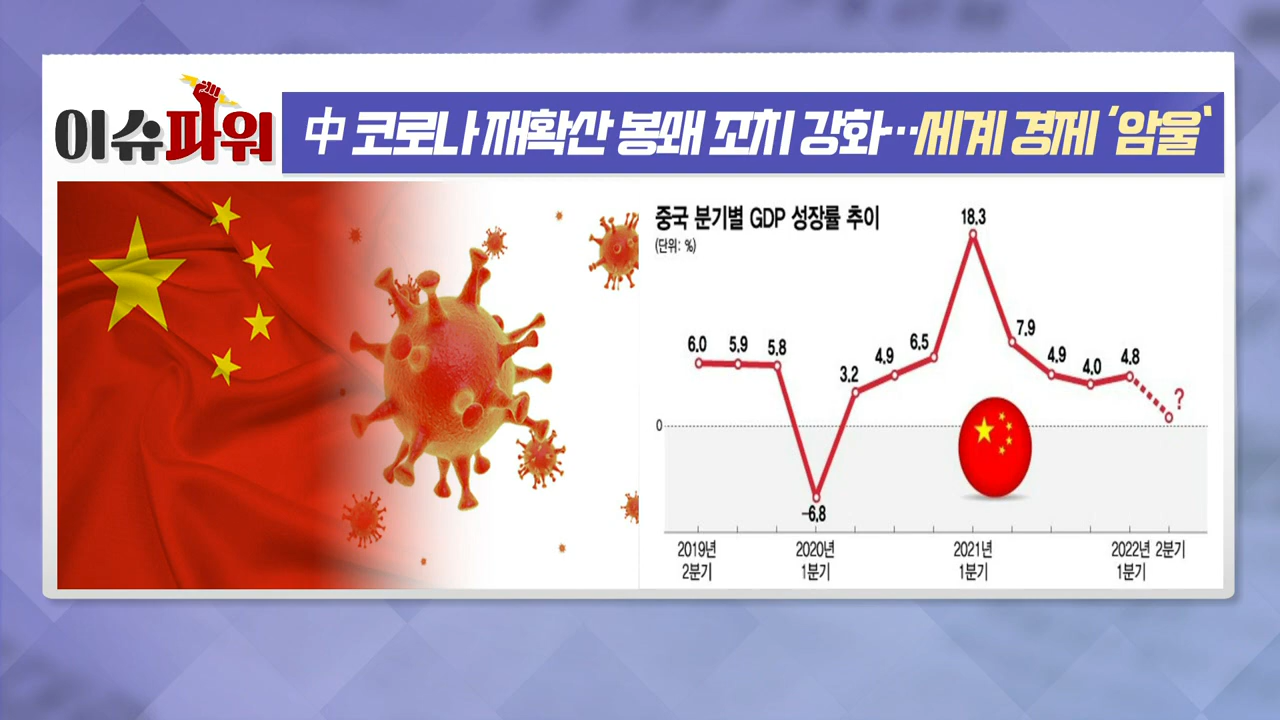 이슈파워
中 코로나 재확산 봉쇄 조치 강화…세계 경제 '암울'
중국 분기별 GDP 성장률 추이
(단위: %)
18.3
7.9
6.0 5.9 5.8
6.5
4.9
4.9
4.8
4.0
3.2
?
0
-6.8
2019년 2020년 2021년 2022년 2분기
2분기 1분기 1분기 1분기